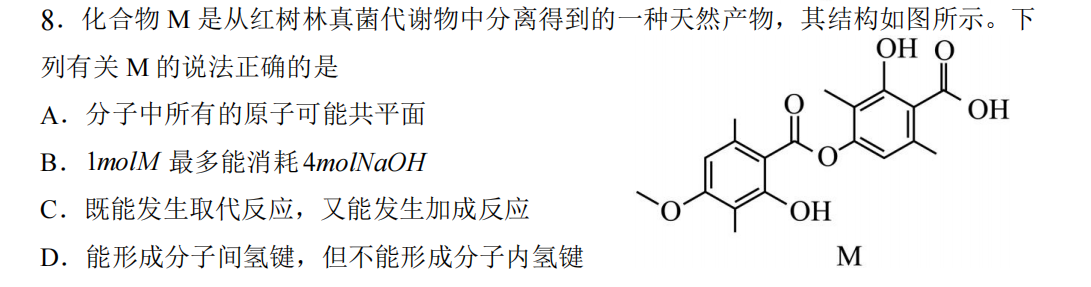 8．化合物 M 是从红树林真菌代谢物中分离得到的一种天然产物，其结构如图所示。下
列有关 M 的说法正确的是
A．分子中所有的原子可能共平面
B．1molM 最多能消耗 4molNaOH
C．既能发生取代反应，又能发生加成反应
D．能形成分子间氢键，但不能形成分子内氢键
OH O
OH
O
O
O
OH
M